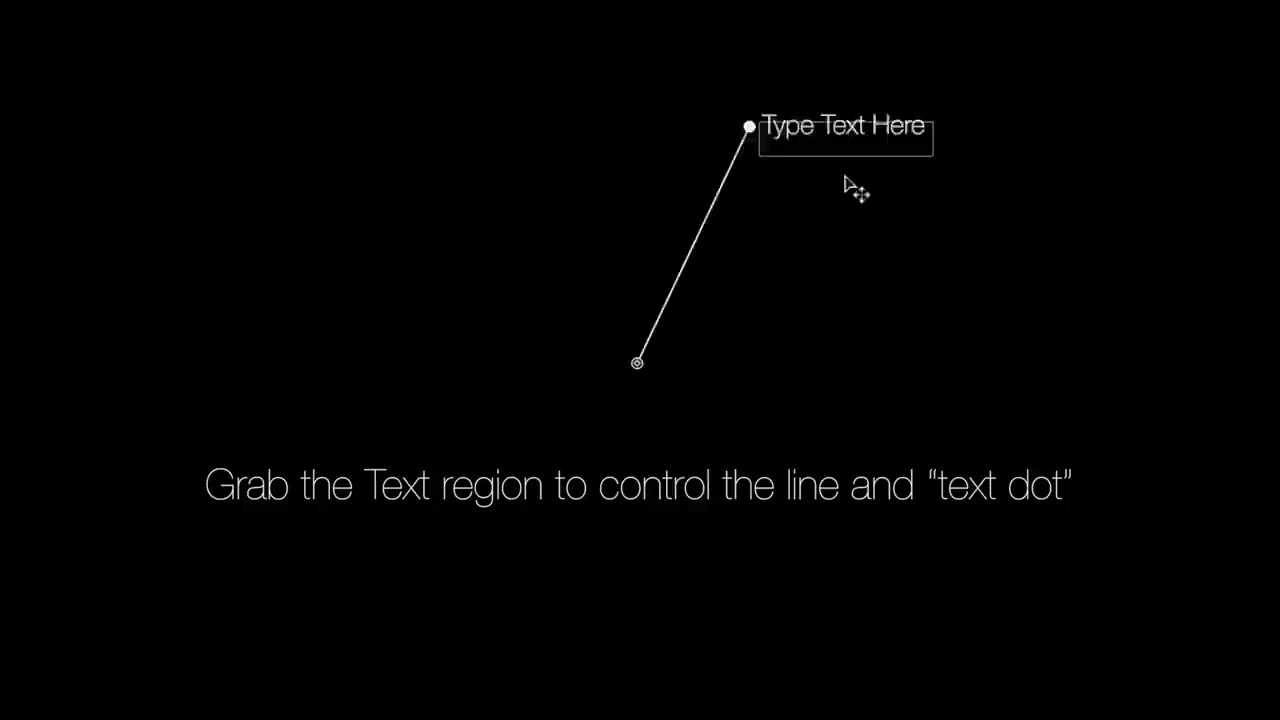 Type Text Here
Grab the Text region to control the line and “text dot”